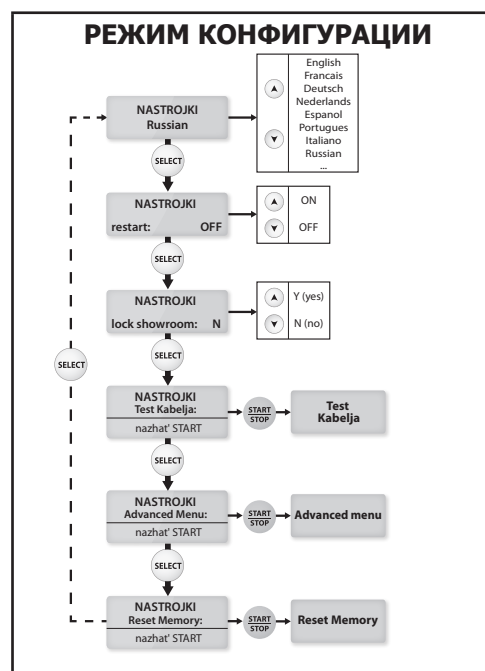 РЕЖИМ КОНФИГУРАЦИИ
NASTROJKI
Russian
English
Francais
Deutsch
Nederlands
Espanol
Portugues
Italiano
Russian
...
SELECT
NASTROJKI
restart: OFF
ON
OFF
SELECT
NASTROJKI
lock showroom: N
Y (yes)
N (no)
SELECT
SELECT
NASTROJKI
Test Kabelja:
nazhat' START
START
STOP
Test
Kabelja
SELECT
NASTROJKI
Advanced Menu:
nazhat' START
START
STOP
Advanced menu
SELECT
NASTROJKI
Reset Memory:
nazhat' START
START
STOP
Reset Memory